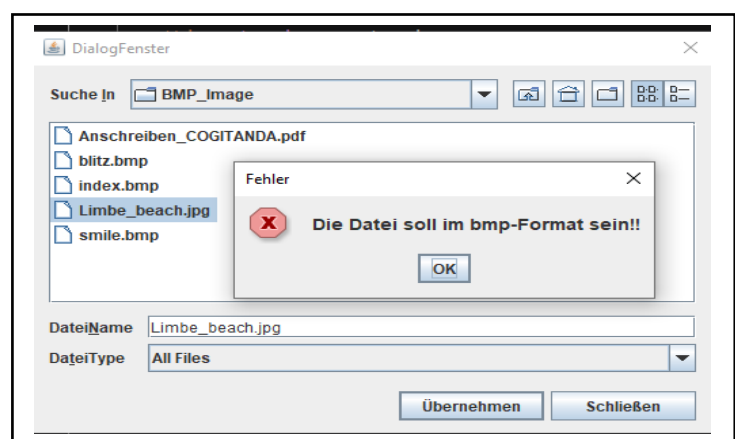 DialogFenster
Suche In BMP_Image
Anschreiben_COGITANDA.pdf
blitz.bmp
index.bmp
Limbe_beach.jpg
smile.bmp
Fehler
Die Datei soll im bmp-Format sein!!
OK
DateiName Limbe_beach.jpg
DateiType All Files
Übernehmen Schließen